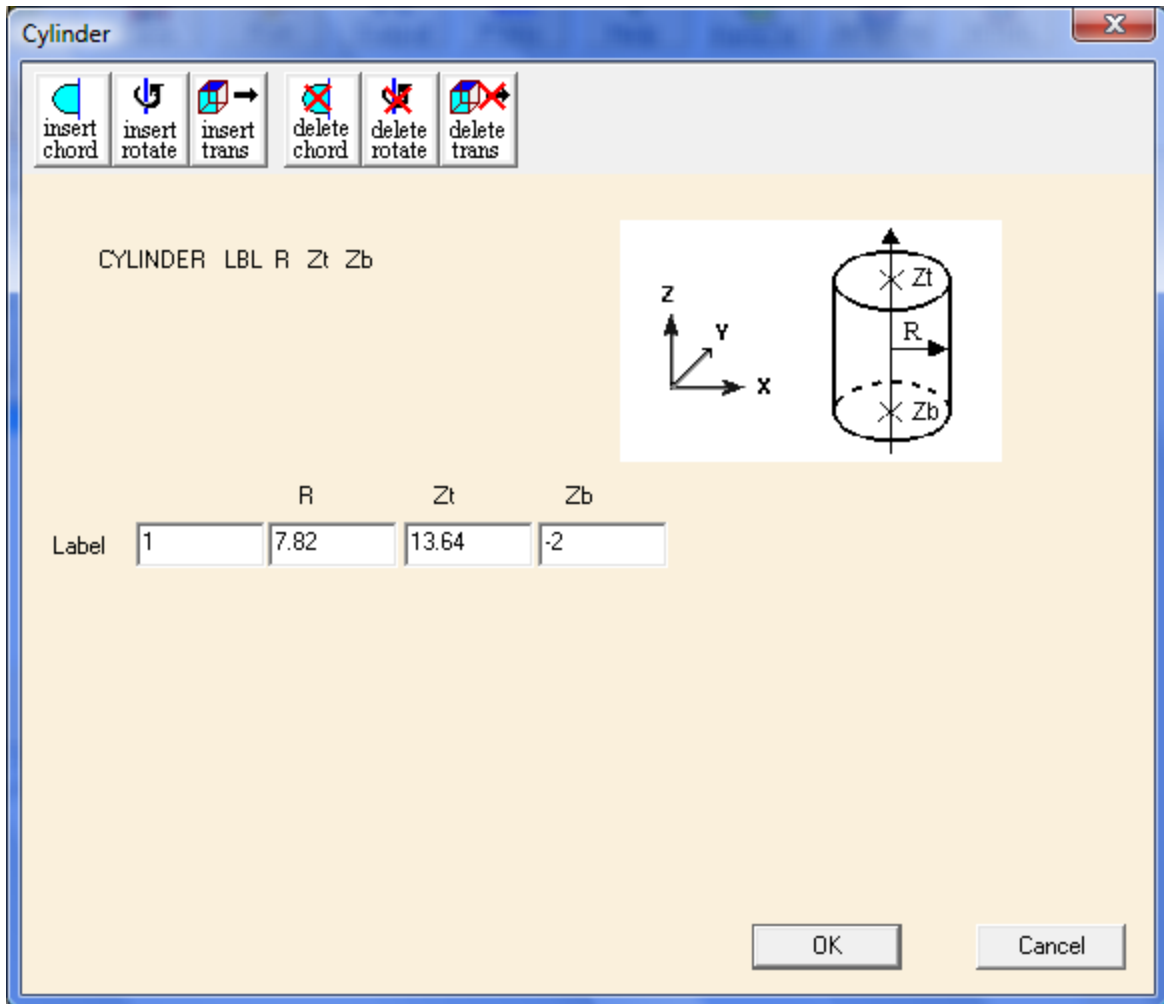 Cylinder
insert chord
insert rotate
insert trans
delete chord
delete rotate
delete trans
CYLINDER LBL R Zt Zb
Z
Y
X
Zt
R
Zb
R Zt Zb
Label 1 7.82 13.64 -2
OK Cancel